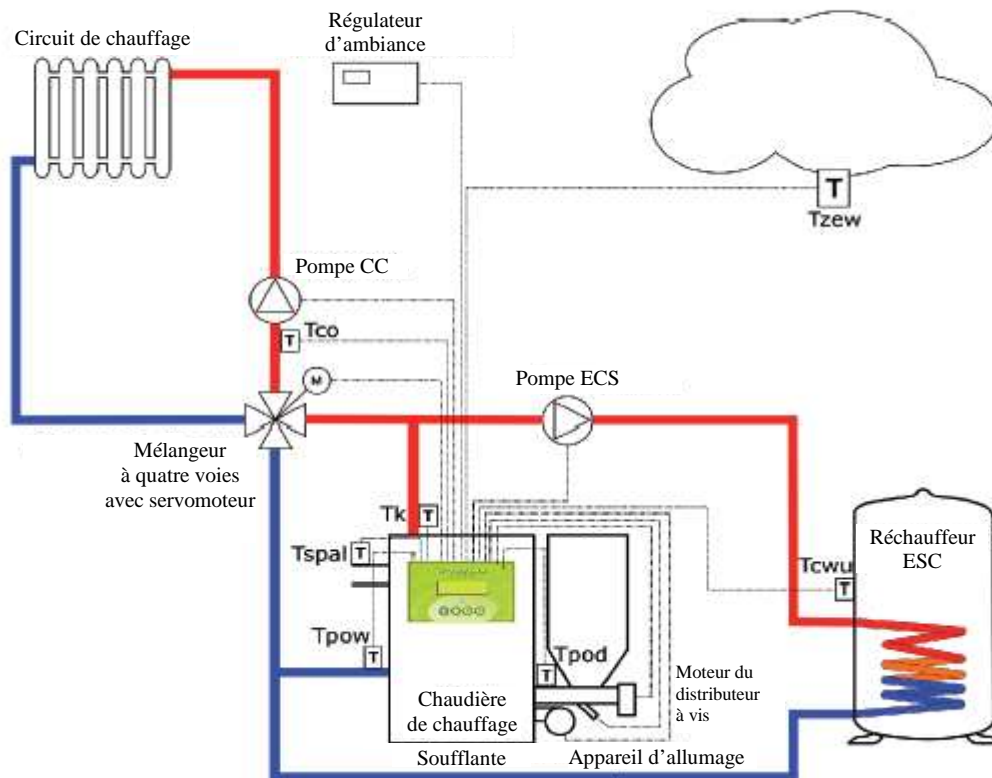 Circuit de chauffage
Régulateur
d'ambiance
T
Tzew
Pompe CC
T
Tco
M
Pompe ECS
Mélangeur
à quatre voies
avec servomoteur
Tk
T
Tspal
T
Réchauffeur
ESC
Tcwu
T
Tpow
T
Tpod
T
Moteur du
distributeur
à vis
Chaudière
de chauffage
Soufflante
Appareil d'allumage